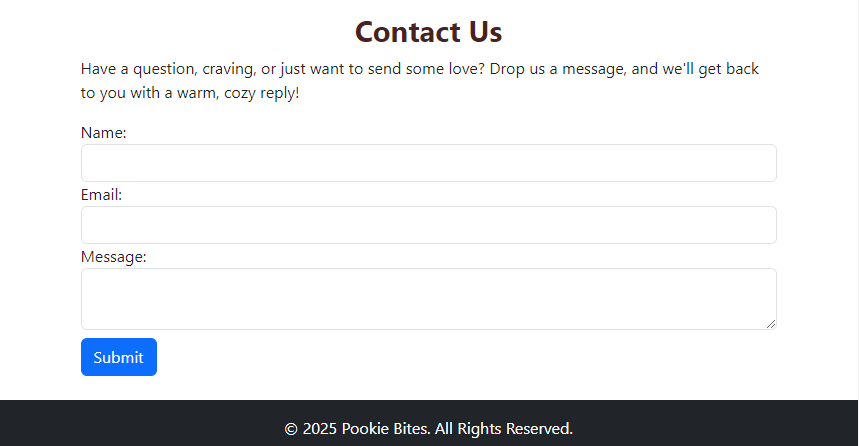 Contact Us
Have a question, craving, or just want to send some love? Drop us a message, and we'll get back
to you with a warm, cozy reply!
Name:
Email:
Message:
Submit
© 2025 Pookie Bites. All Rights Reserved.